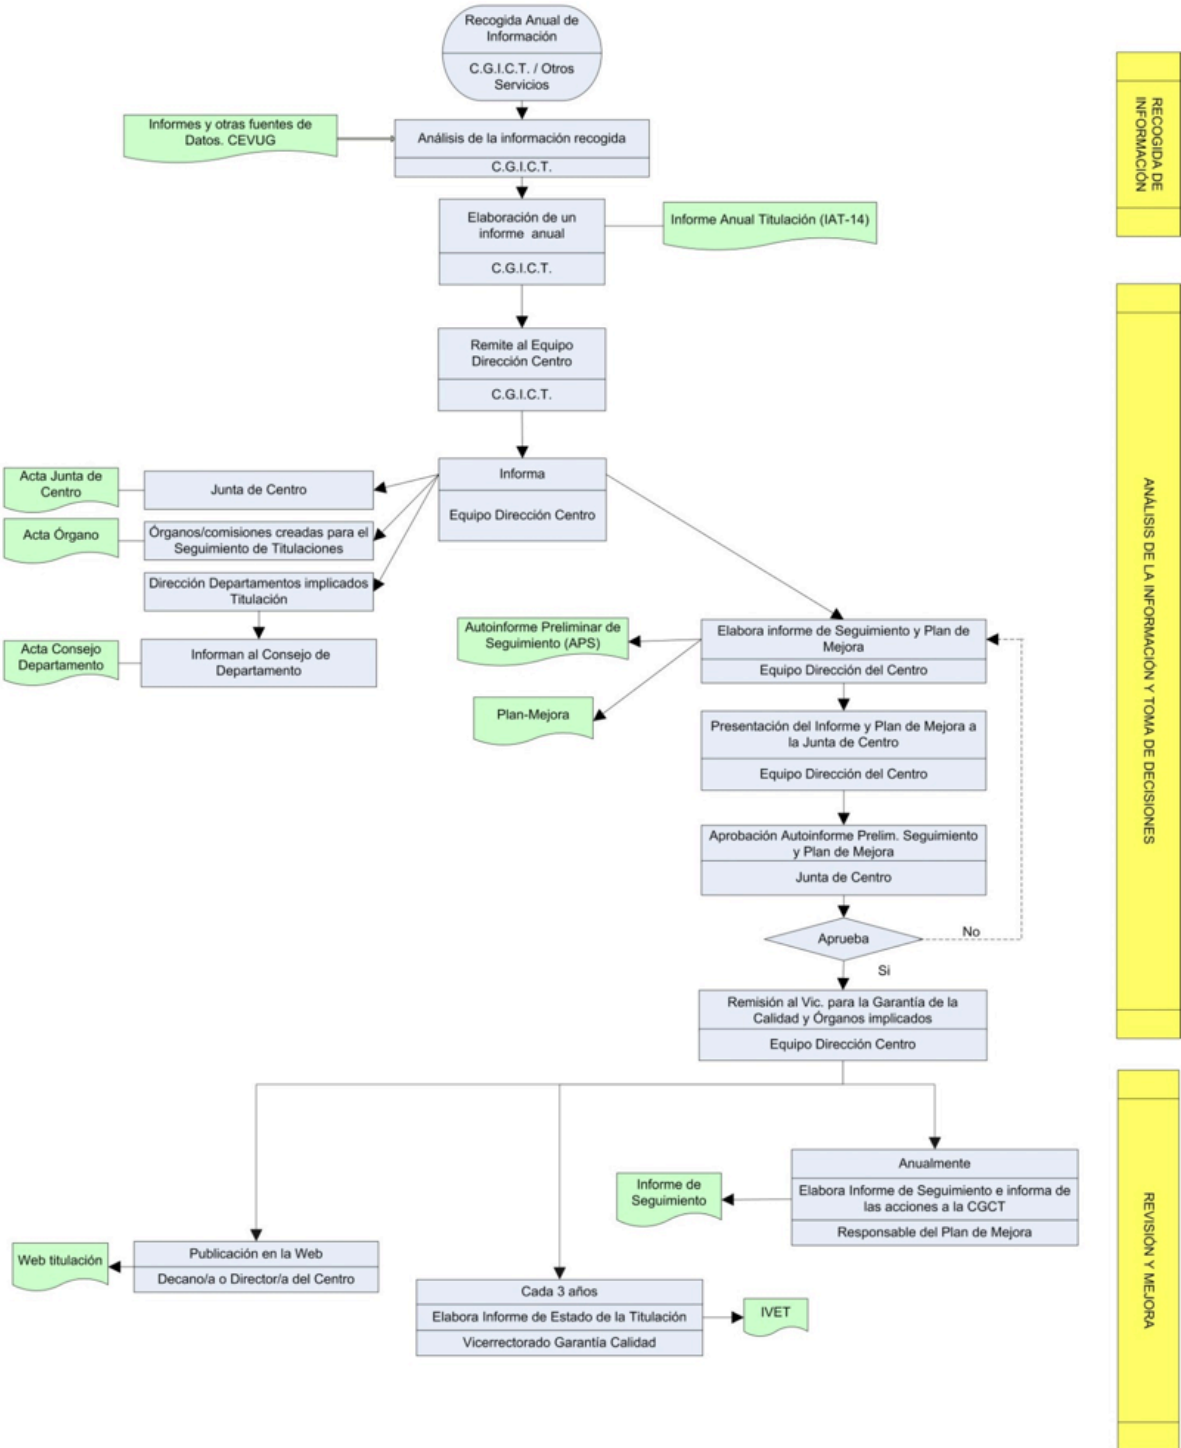 Recogida Anual de
Información
C.G.I.C.T. / Otros
Servicios
Informes y otras fuentes de
Datos. CEVUG
Análisis de la información recogida
C.G.I.C.T.
Elaboración de un
informe anual
C.G.I.C.T.
Informe Anual Titulación (IAT-14)
RECOGIDA DE
INFORMACIÓN
Remite al Equipo
Dirección Centro
C.G.I.C.T.
Informa
Equipo Dirección Centro
Acta Junta de
Centro
Junta de Centro
Acta Órgano
Órganos/comisiones creadas para el
Seguimiento de Titulaciones
Dirección Departamentos implicados
Titulación
Acta Consejo
Departamento
Informan al Consejo de
Departamento
Autoinforme Preliminar de
Seguimiento (APS)
Plan-Mejora
Elabora informe de Seguimiento y Plan de
Mejora
Equipo Dirección del Centro
Presentación del Informe y Plan de Mejora a
la Junta de Centro
Equipo Dirección del Centro
Aprobación Autoinforme Prelim. Seguimiento
y Plan de Mejora
Junta de Centro
Aprueba
No
Si
Remisión al Vic. para la Garantía de la
Calidad y Órganos implicados
Equipo Dirección Centro
ANÁLISIS DE LA INFORMACIÓN Y TOMA DE DECISIONES
Anualmente
Elabora Informe de Seguimiento e informa de
las acciones a la CGCT
Responsable del Plan de Mejora
Informe de
Seguimiento
Web titulación
Publicación en la Web
Decano/a o Director/a del Centro
Cada 3 años
Elabora Informe de Estado de la Titulación
Vicerrectorado Garantía Calidad
IVET
REVISIÓN Y MEJORA